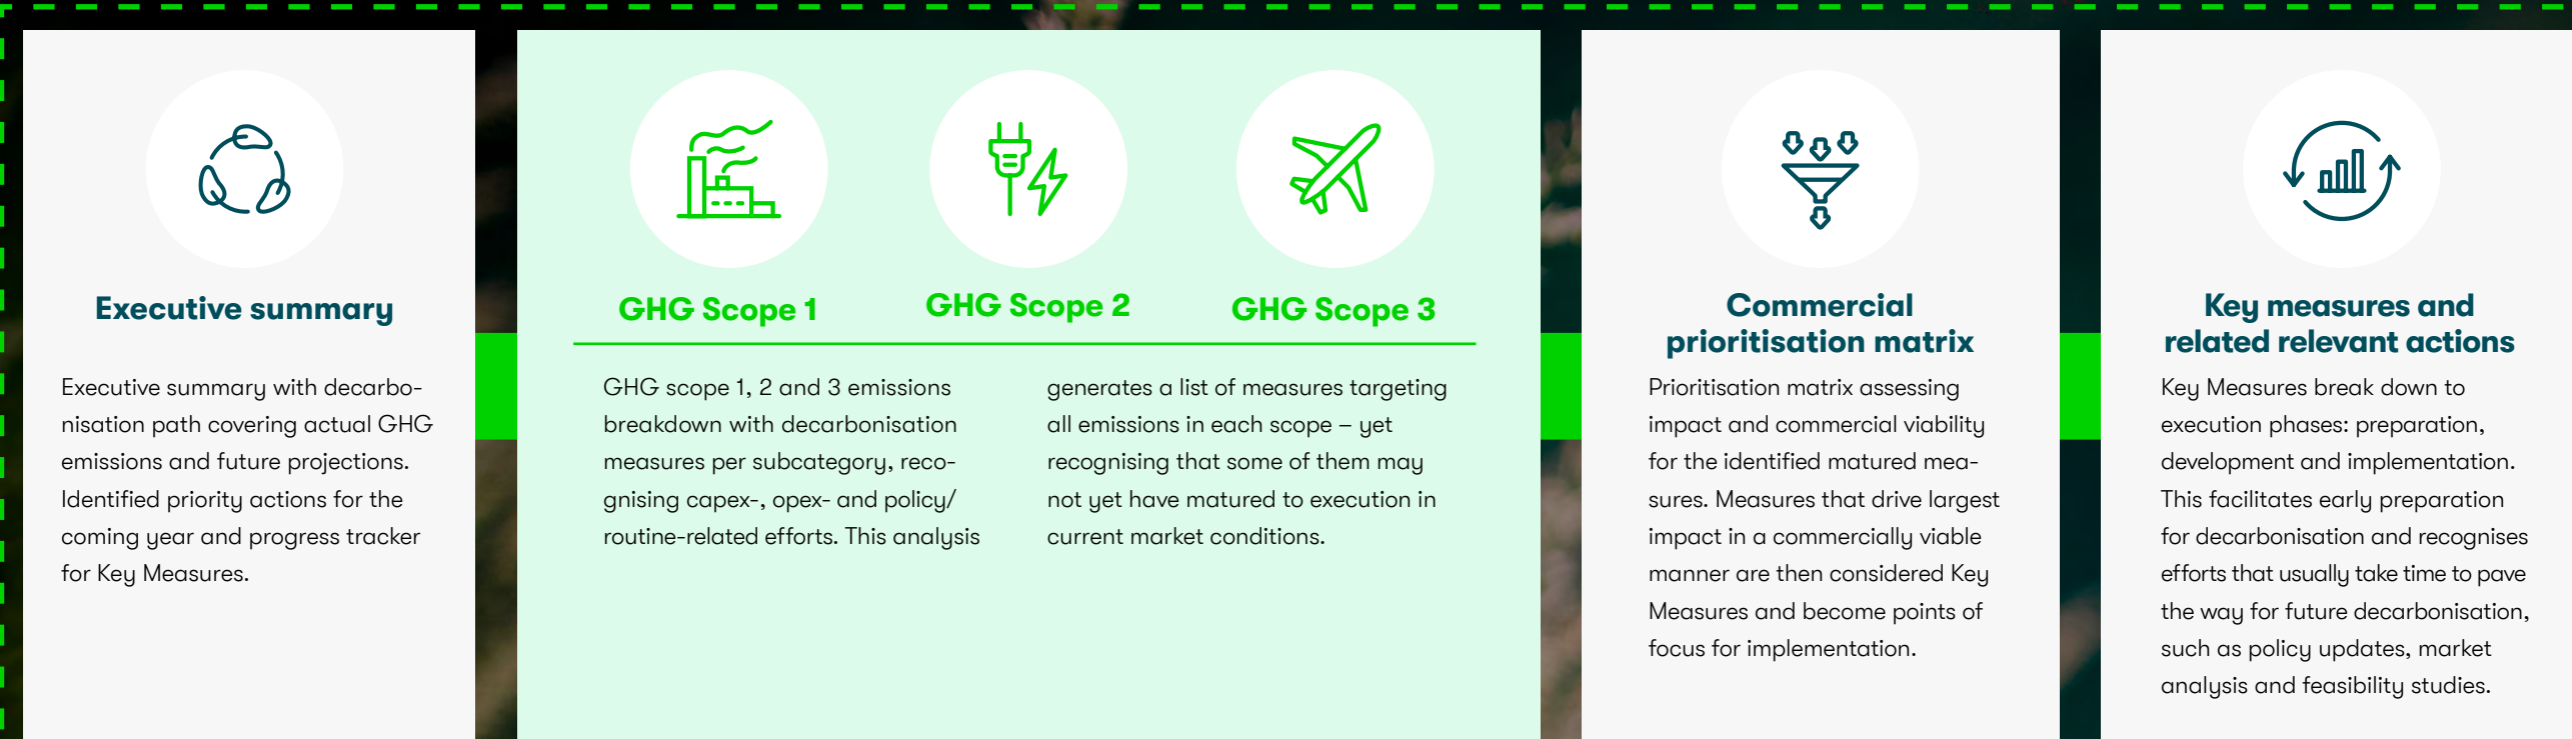 Executive summary
Executive summary with decarbo-
nisation path covering actual GHG
emissions and future projections.
Identified priority actions for the
coming year and progress tracker
for Key Measures.
GHG Scope 1
GHG Scope 2
GHG Scope 3
GHG scope 1, 2 and 3 emissions
breakdown with decarbonisation
measures per subcategory, reco-
gnising capex-, opex- and policy/
routine-related efforts. This analysis
generates a list of measures targeting
all emissions in each scope – yet
recognising that some of them may
not yet have matured to execution in
current market conditions.
Commercial
prioritisation matrix
Prioritisation matrix assessing
impact and commercial viability
for the identified matured mea-
sures. Measures that drive largest
impact in a commercially viable
manner are then considered Key
Measures and become points of
focus for implementation.
Key measures and
related relevant actions
Key Measures break down to
execution phases: preparation,
development and implementation.
This facilitates early preparation
for decarbonisation and recognises
efforts that usually take time to pave
the way for future decarbonisation,
such as policy updates, market
analysis and feasibility studies.